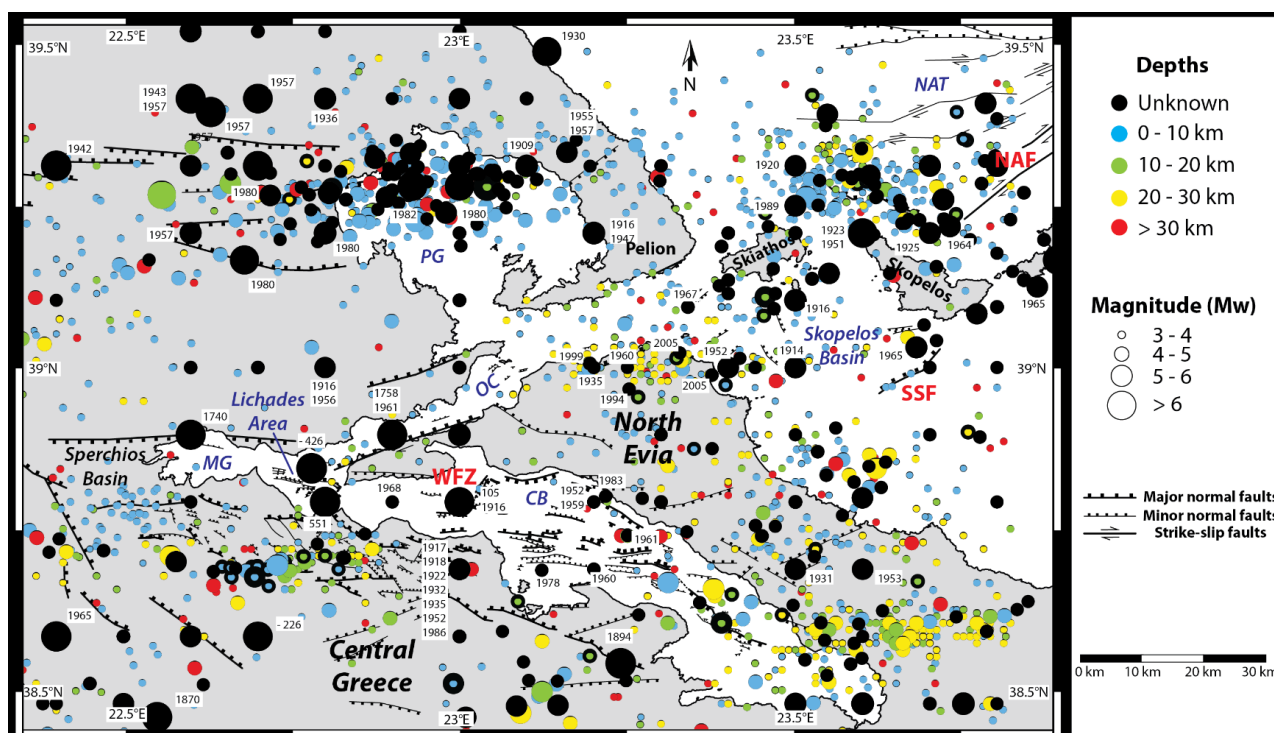 22.5°E
23°E
23.5°E
39.5°N
39.5°N
1930
N
NAT
1943
1957
1957
1957
1957
1936
1955
1957
1942
1909
1920
NAF
1980
1982
1980
1989
1957
1980
1916
1947
1923
1951
1925
1964
PG
Pelion
Skiathos
Skopelos
1980
1967
1916
1965
Skopelos
Basin
1999
1960
2005
1952
1914
1965
39°N
39°N
1916
1956
1758
1961
OC
1935
2005
1994
SSF
Lichades
Area
1740
- 426
North
Evia
Sperchios
Basin
MG
WFZ
1968
105
1916
CB
1952
1959
1983
551
1961
1917
1918
1922
1932
1935
1952
1986
1978
1960
1931
1953
1965
- 226
1894
Central
Greece
1870
38.5°N
38.5°N
22.5°E
23°E
23.5°E
Depths
Unknown
0 - 10 km
10 - 20 km
20 - 30 km
> 30 km
Magnitude (Mw)
3 - 4
4 - 5
5 - 6
> 6
Major normal faults
Minor normal faults
Strike-slip faults
0 km
10 km
20 km
30 km